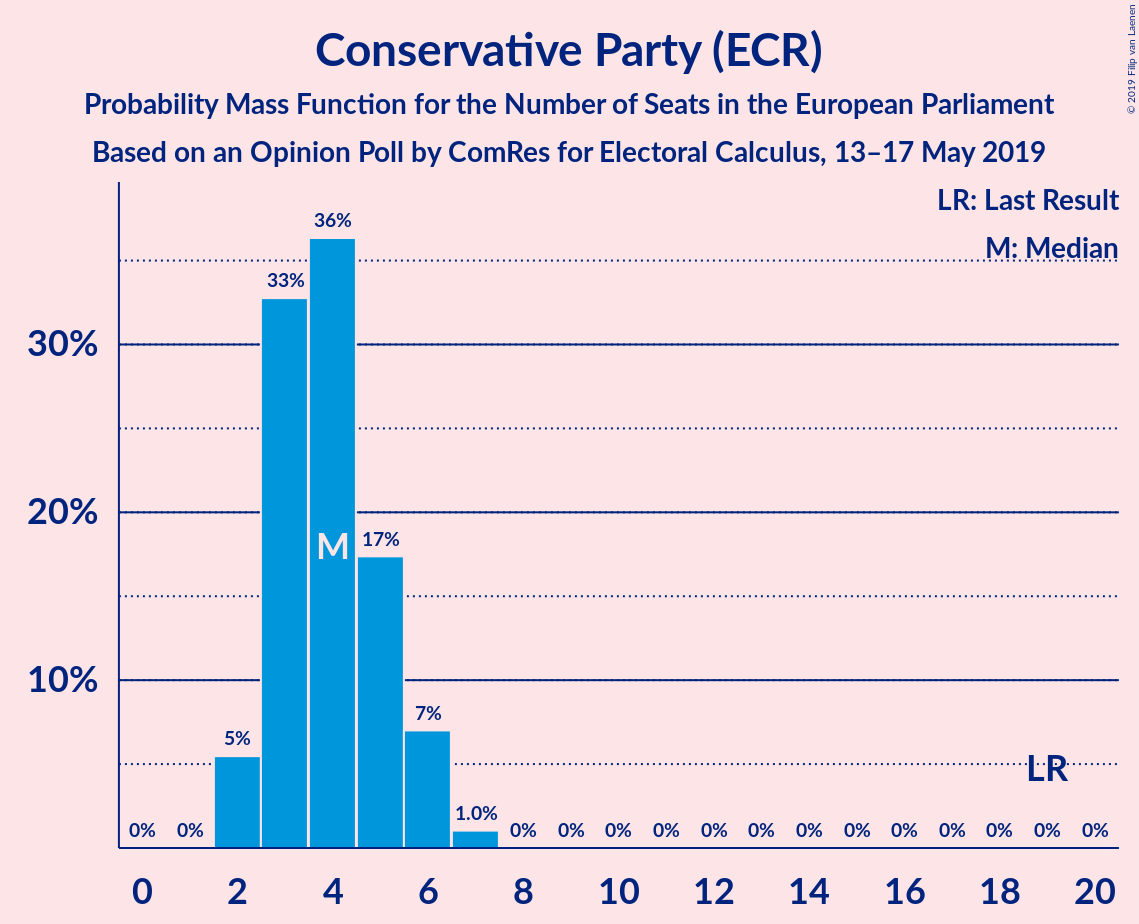 Conservative Party (ECR)
Probability Mass Function for the Number of Seats in the European Parliament
Based on an Opinion Poll by ComRes for Electoral Calculus, 13–17 May 2019
© 2019 Filip van Laenen
LR: Last Result
M: Median
30%
20%
10%
0% 0% 5% 33% 36% 17% 7% 1.0% 0% 0% 0% 0% 0% 0% 0% 0% 0% 0% 0% 0% 0%
M
LR
0 2 4 6 8 10 12 14 16 18 20